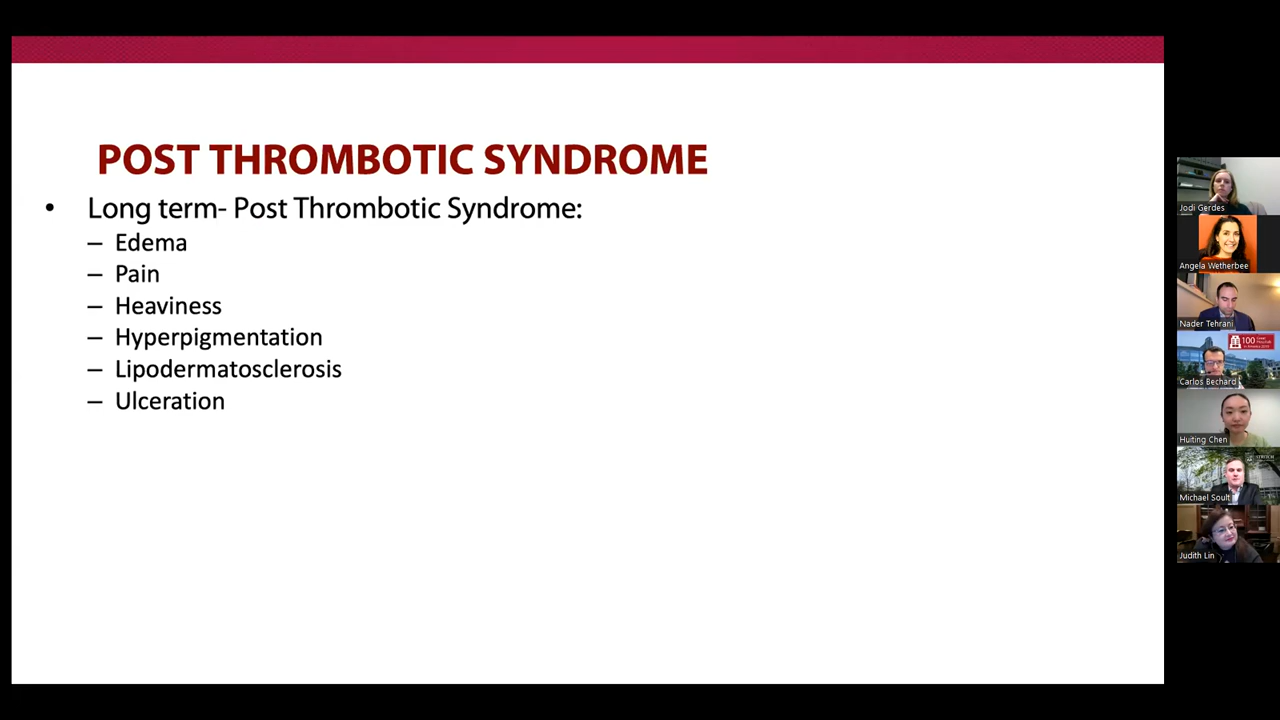 POST THROMBOTIC SYNDROME
• Long term- Post Thrombotic Syndrome:
– Edema
– Pain
– Heaviness
– Hyperpigmentation
– Lipodermatosclerosis
– Ulceration
Jodi Gerdes
Angela Wetherbee
Nader Tehrani
100
Carlos Bechard
Huiting Chen
Michael Soult
Judith Lin